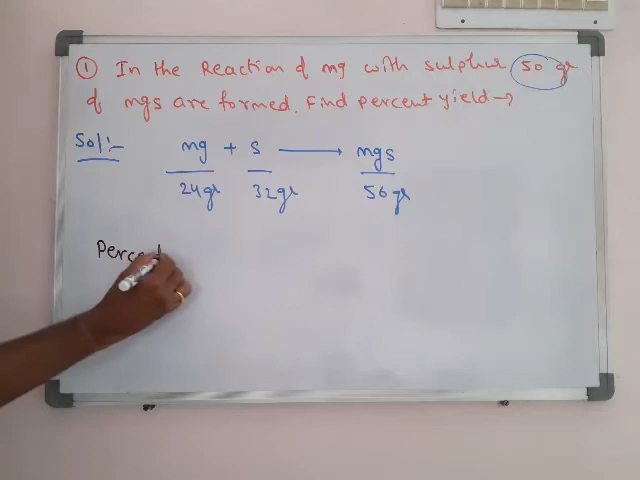 ① In the Reaction of mg with sulphur 50 gr
of mgs are formed. Find percent yield →
Sol:-
mg + s ⟶ mgs
24gr 32gr 56gr
Perce